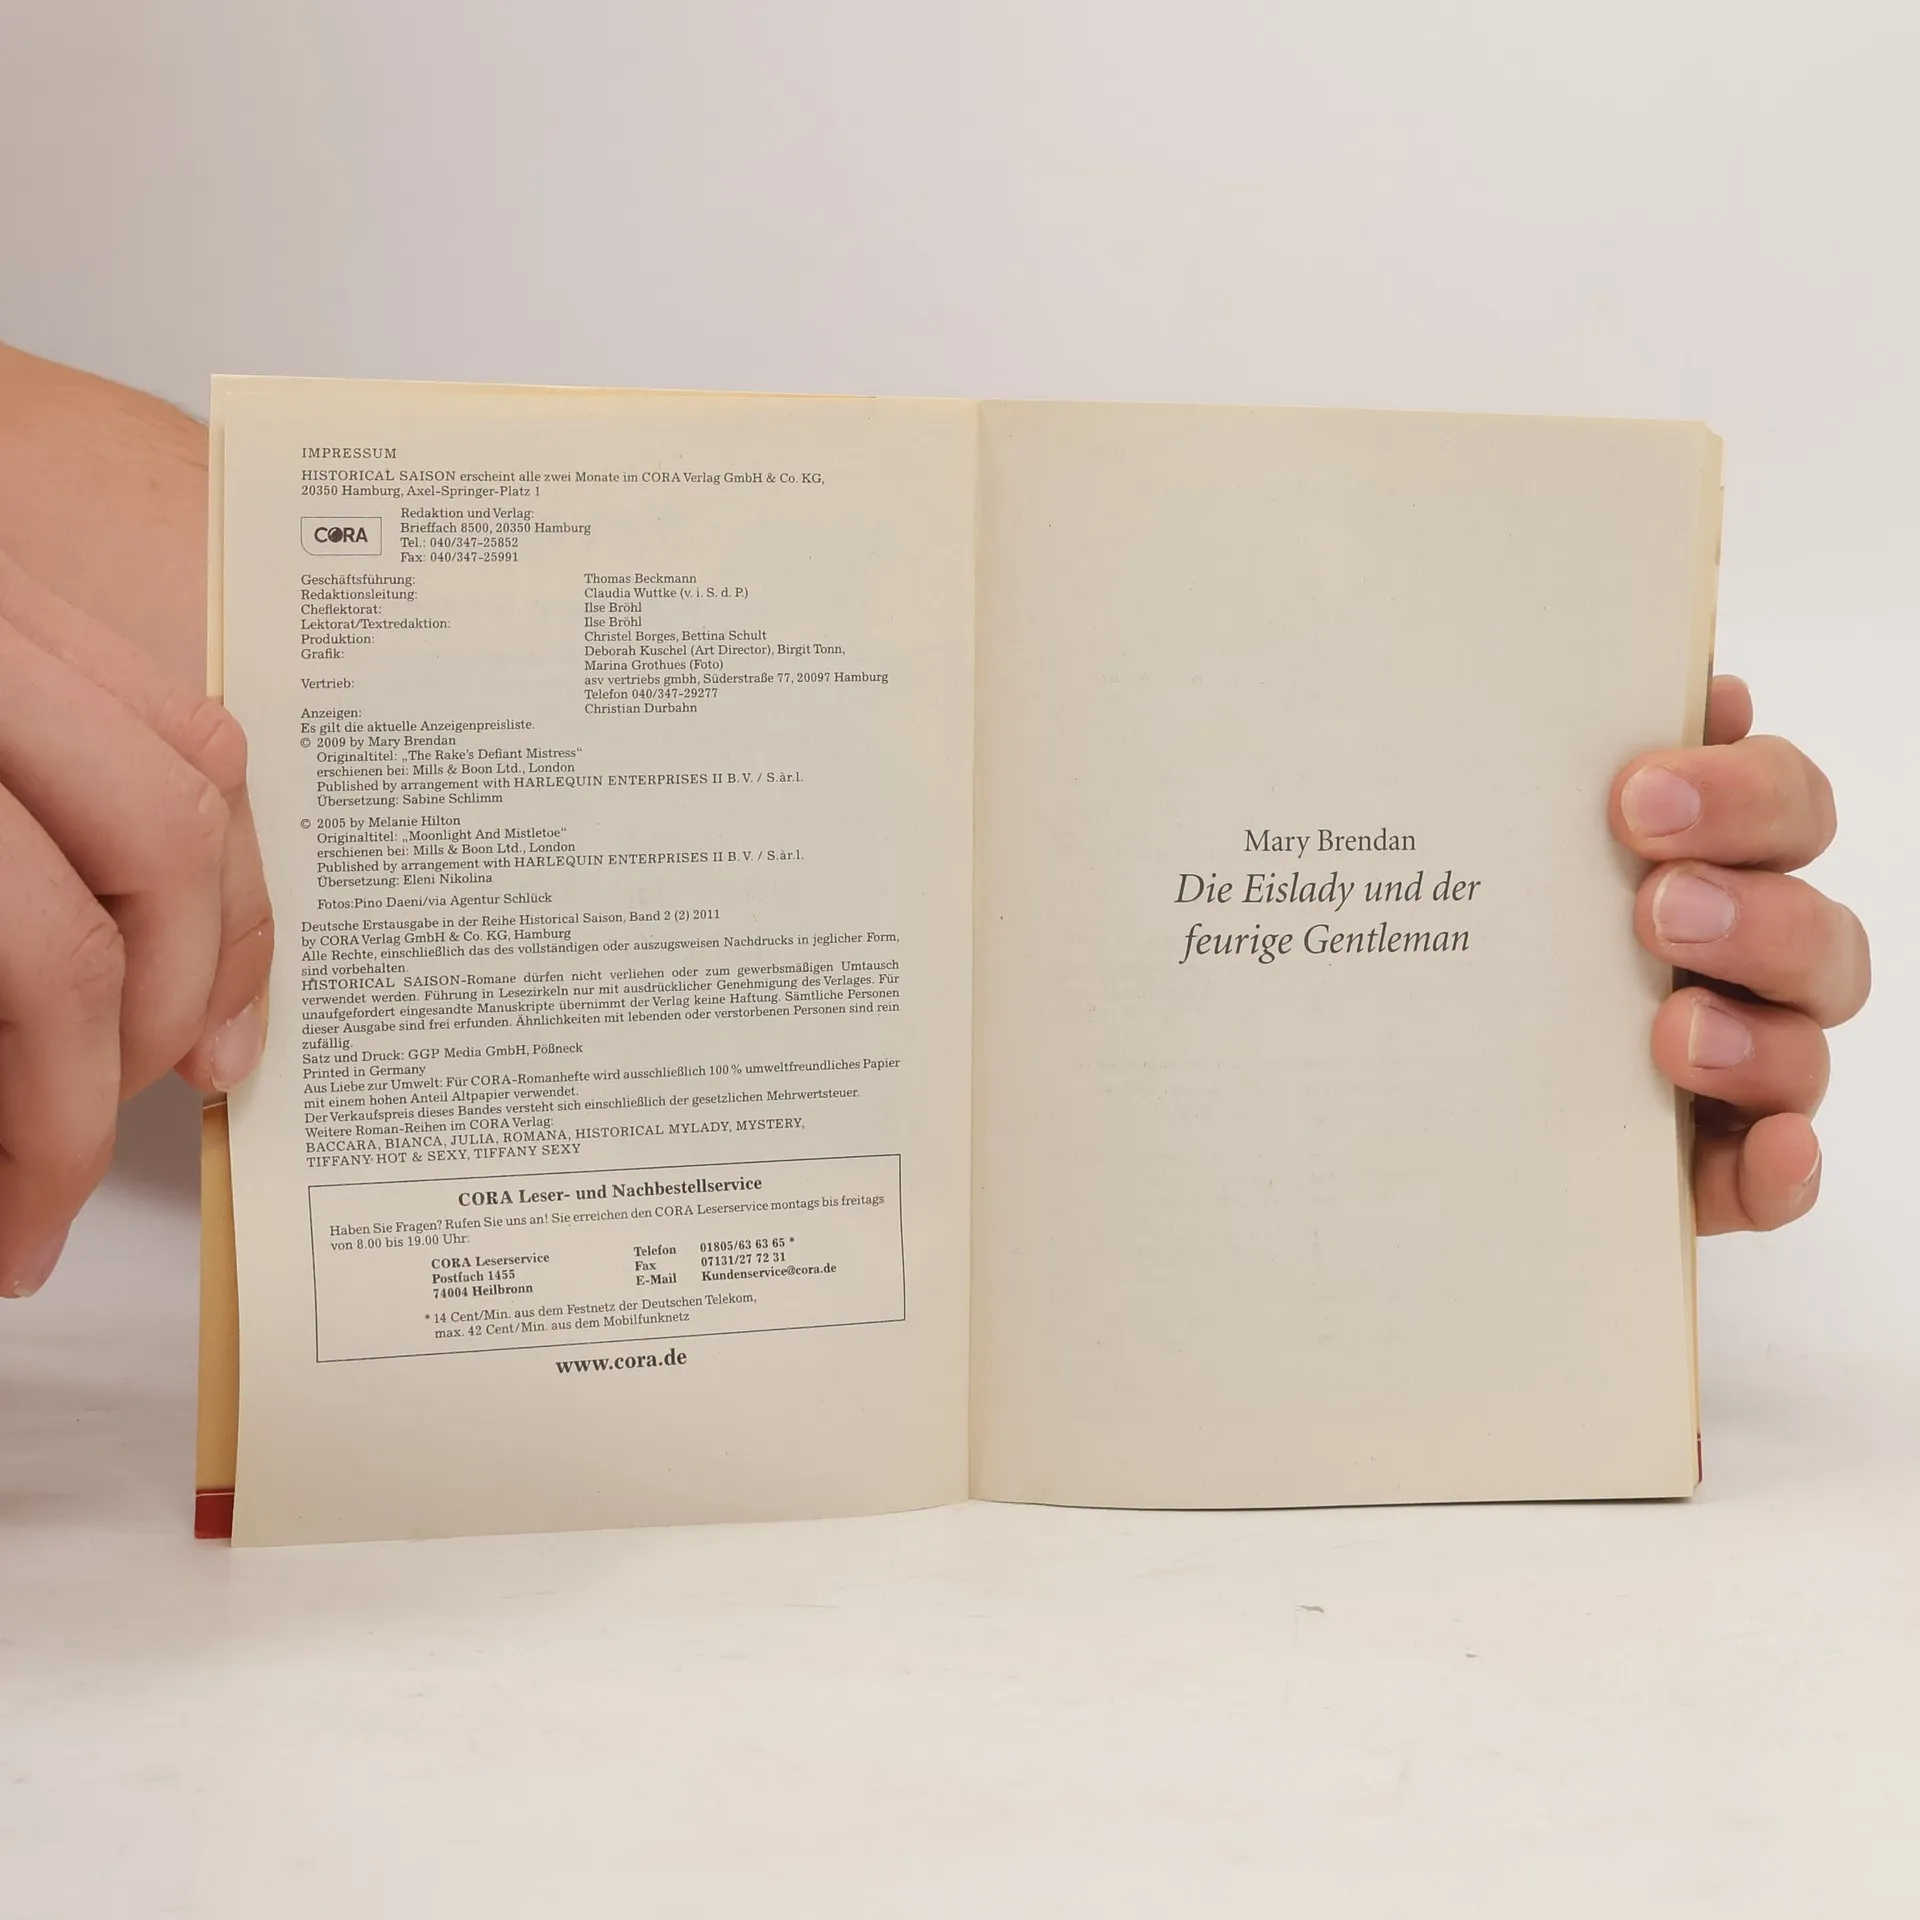 IMPRESSUM
HISTORICAL SAISON erscheint alle zwei Monate im CORA Verlag GmbH & Co. KG,
20350 Hamburg, Axel-Springer-Platz 1
CORA
Redaktion und Verlag:
Brieffach 8500, 20350 Hamburg
Tel.: 040/347-25852
Fax: 040/347-25991
Geschäftsführung: Thomas Beckmann
Redaktionsleitung: Claudia Wuttke (v. i. S. d. P.)
Cheflektorat: Ilse Bröhl
Lektorat/Textredaktion: Ilse Bröhl
Produktion: Christel Borges, Bettina Schult
Grafik: Deborah Kuschel (Art Director), Birgit Tonn,
Marina Grothues (Foto)
Vertrieb: asv vertriebs gmbh, Süderstraße 77, 20097 Hamburg
Telefon 040/347-29277
Anzeigen: Christian Durbahn
Es gilt die aktuelle Anzeigenpreisliste.
© 2009 by Mary Brendan
Originaltitel: „The Rake's Defiant Mistress“
erschienen bei: Mills & Boon Ltd., London
Published by arrangement with HARLEQUIN ENTERPRISES II B. V. / S.àr.l.
Übersetzung: Sabine Schlimm
© 2005 by Melanie Hilton
Originaltitel: „Moonlight And Mistletoe“
erschienen bei: Mills & Boon Ltd., London
Published by arrangement with HARLEQUIN ENTERPRISES II B. V. / S.àr.l.
Übersetzung: Eleni Nikolina
Fotos:Pino Daeni/via Agentur Schlück
Deutsche Erstausgabe in der Reihe Historical Saison, Band 2 (2) 2011
by CORA Verlag GmbH & Co. KG, Hamburg
Alle Rechte, einschließlich das des vollständigen oder auszugsweisen Nachdrucks in jeglicher Form,
sind vorbehalten.
HISTORICAL SAISON-Romane dürfen nicht verliehen oder zum gewerbsmäßigen Umtausch
verwendet werden. Führung in Lesezirkeln nur mit ausdrücklicher Genehmigung des Verlages. Für
unaufgefordert eingesandte Manuskripte übernimmt der Verlag keine Haftung. Sämtliche Personen
dieser Ausgabe sind frei erfunden. Ähnlichkeiten mit lebenden oder verstorbenen Personen sind rein
zufällig.
Satz und Druck: GGP Media GmbH, Pößneck
Printed in Germany
Aus Liebe zur Umwelt: Für CORA-Romanhefte wird ausschließlich 100 % umweltfreundliches Papier
mit einem hohen Anteil Altpapier verwendet.
Der Verkaufspreis dieses Bandes versteht sich einschließlich der gesetzlichen Mehrwertsteuer.
Weitere Roman-Reihen im CORA Verlag:
BACCARA, BIANCA, JULIA, ROMANA, HISTORICAL MYLADY, MYSTERY,
TIFFANY HOT & SEXY, TIFFANY SEXY
CORA Leser- und Nachbestellservice
Haben Sie Fragen? Rufen Sie uns an! Sie erreichen den CORA Leserservice montags bis freitags
von 8.00 bis 19.00 Uhr:
CORA Leserservice Telefon 01805/63 63 65 *
Postfach 1455 Fax 07131/27 72 31
74004 Heilbronn E-Mail Kundenservice@cora.de
* 14 Cent/Min. aus dem Festnetz der Deutschen Telekom,
max. 42 Cent/Min. aus dem Mobilfunknetz
www.cora.de
Mary Brendan
Die Eislady und der
feurige Gentleman